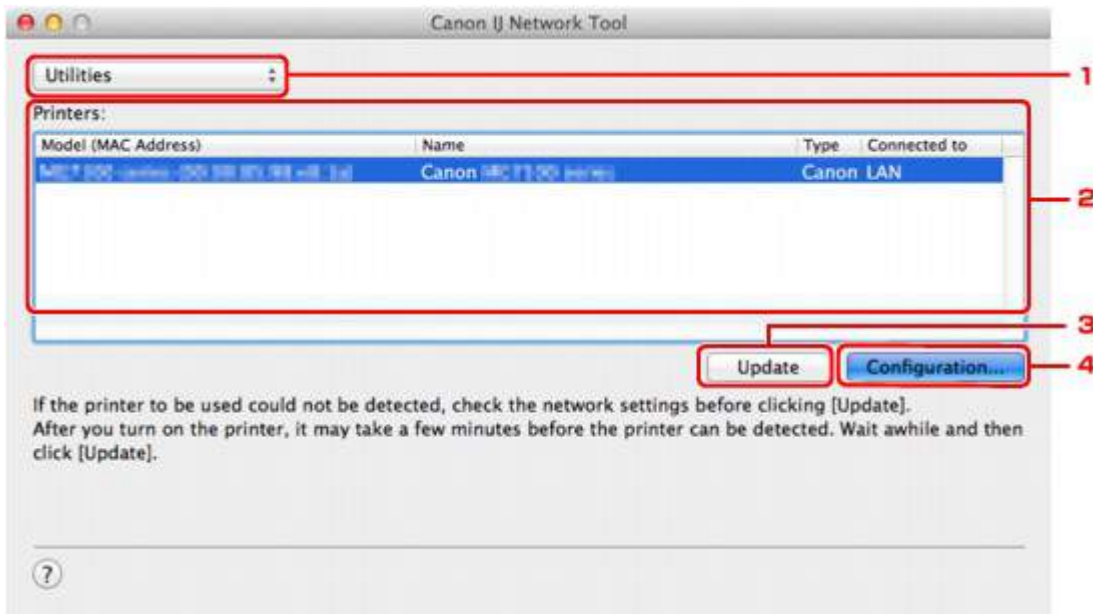 Canon IJ Network Tool
Utilities
1
Printers:
Model (MAC Address) Name Type Connected to
Canon Canon LAN
2
3
Update Configuration...
4
If the printer to be used could not be detected, check the network settings before clicking [Update].
After you turn on the printer, it may take a few minutes before the printer can be detected. Wait awhile and then
click [Update].
?